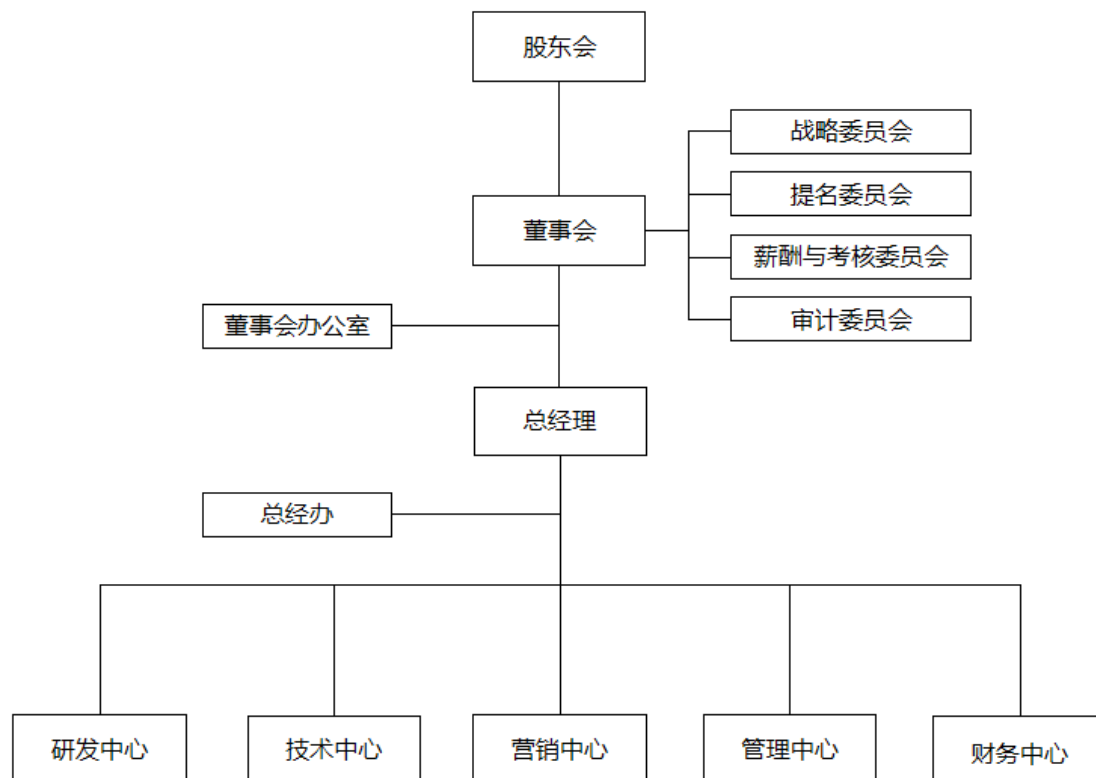 股东会
战略委员会
提名委员会
董事会
薪酬与考核委员会
董事会办公室
审计委员会
总经理
总经办
研发中心
技术中心
营销中心
管理中心
财务中心